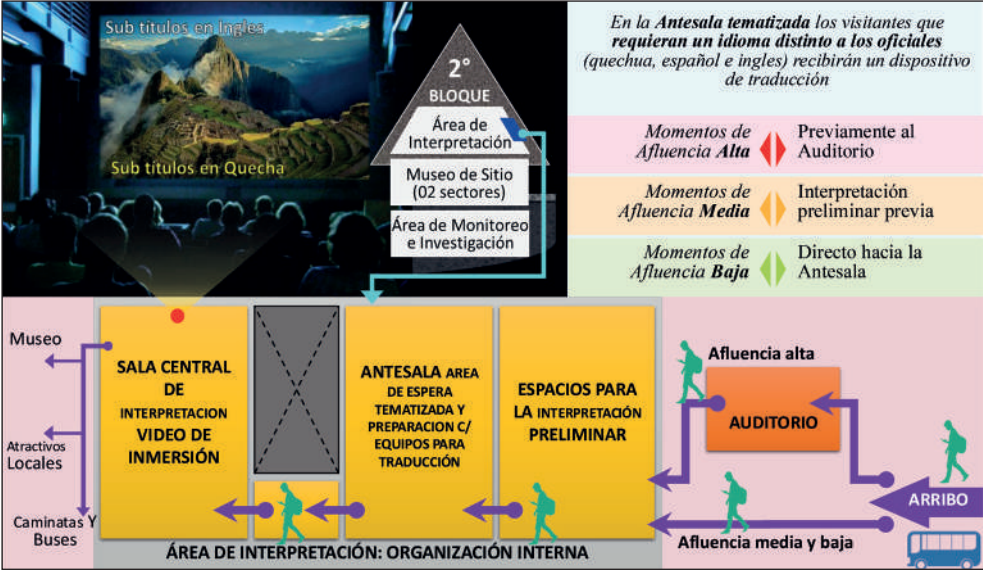 Sub titulos en Ingles
Sub titulos en Quecha
2°
BLOQUE
Área de
Interpretación
Museo de Sitio
(02 sectores)
Área de Monitoreo
e Investigación
En la Antesala tematizada los visitantes que
requieran un idioma distinto a los oficiales
(quechua, español e ingles) recibirán un dispositivo
de traducción
Momentos de
Afluencia Alta
Previamente al
Auditorio
Momentos de
Afluencia Media
Interpretación
preliminar previa
Momentos de
Afluencia Baja
Directo hacia la
Antesala
Museo
Atractivos
Locales
Caminatas Y
Buses
SALA CENTRAL
DE
INTERPRETACION
VIDEO DE
INMERSIÓN
ANTESALA AREA
DE ESPERA
TEMATIZADA Y
PREPARACION C/
EQUIPOS PARA
TRADUCCIÓN
ESPACIOS PARA
LA INTERPRETACIÓN
PRELIMINAR
Afluencia alta
AUDITORIO
ARRIBO
Afluencia media y baja
ÁREA DE INTERPRETACIÓN: ORGANIZACIÓN INTERNA